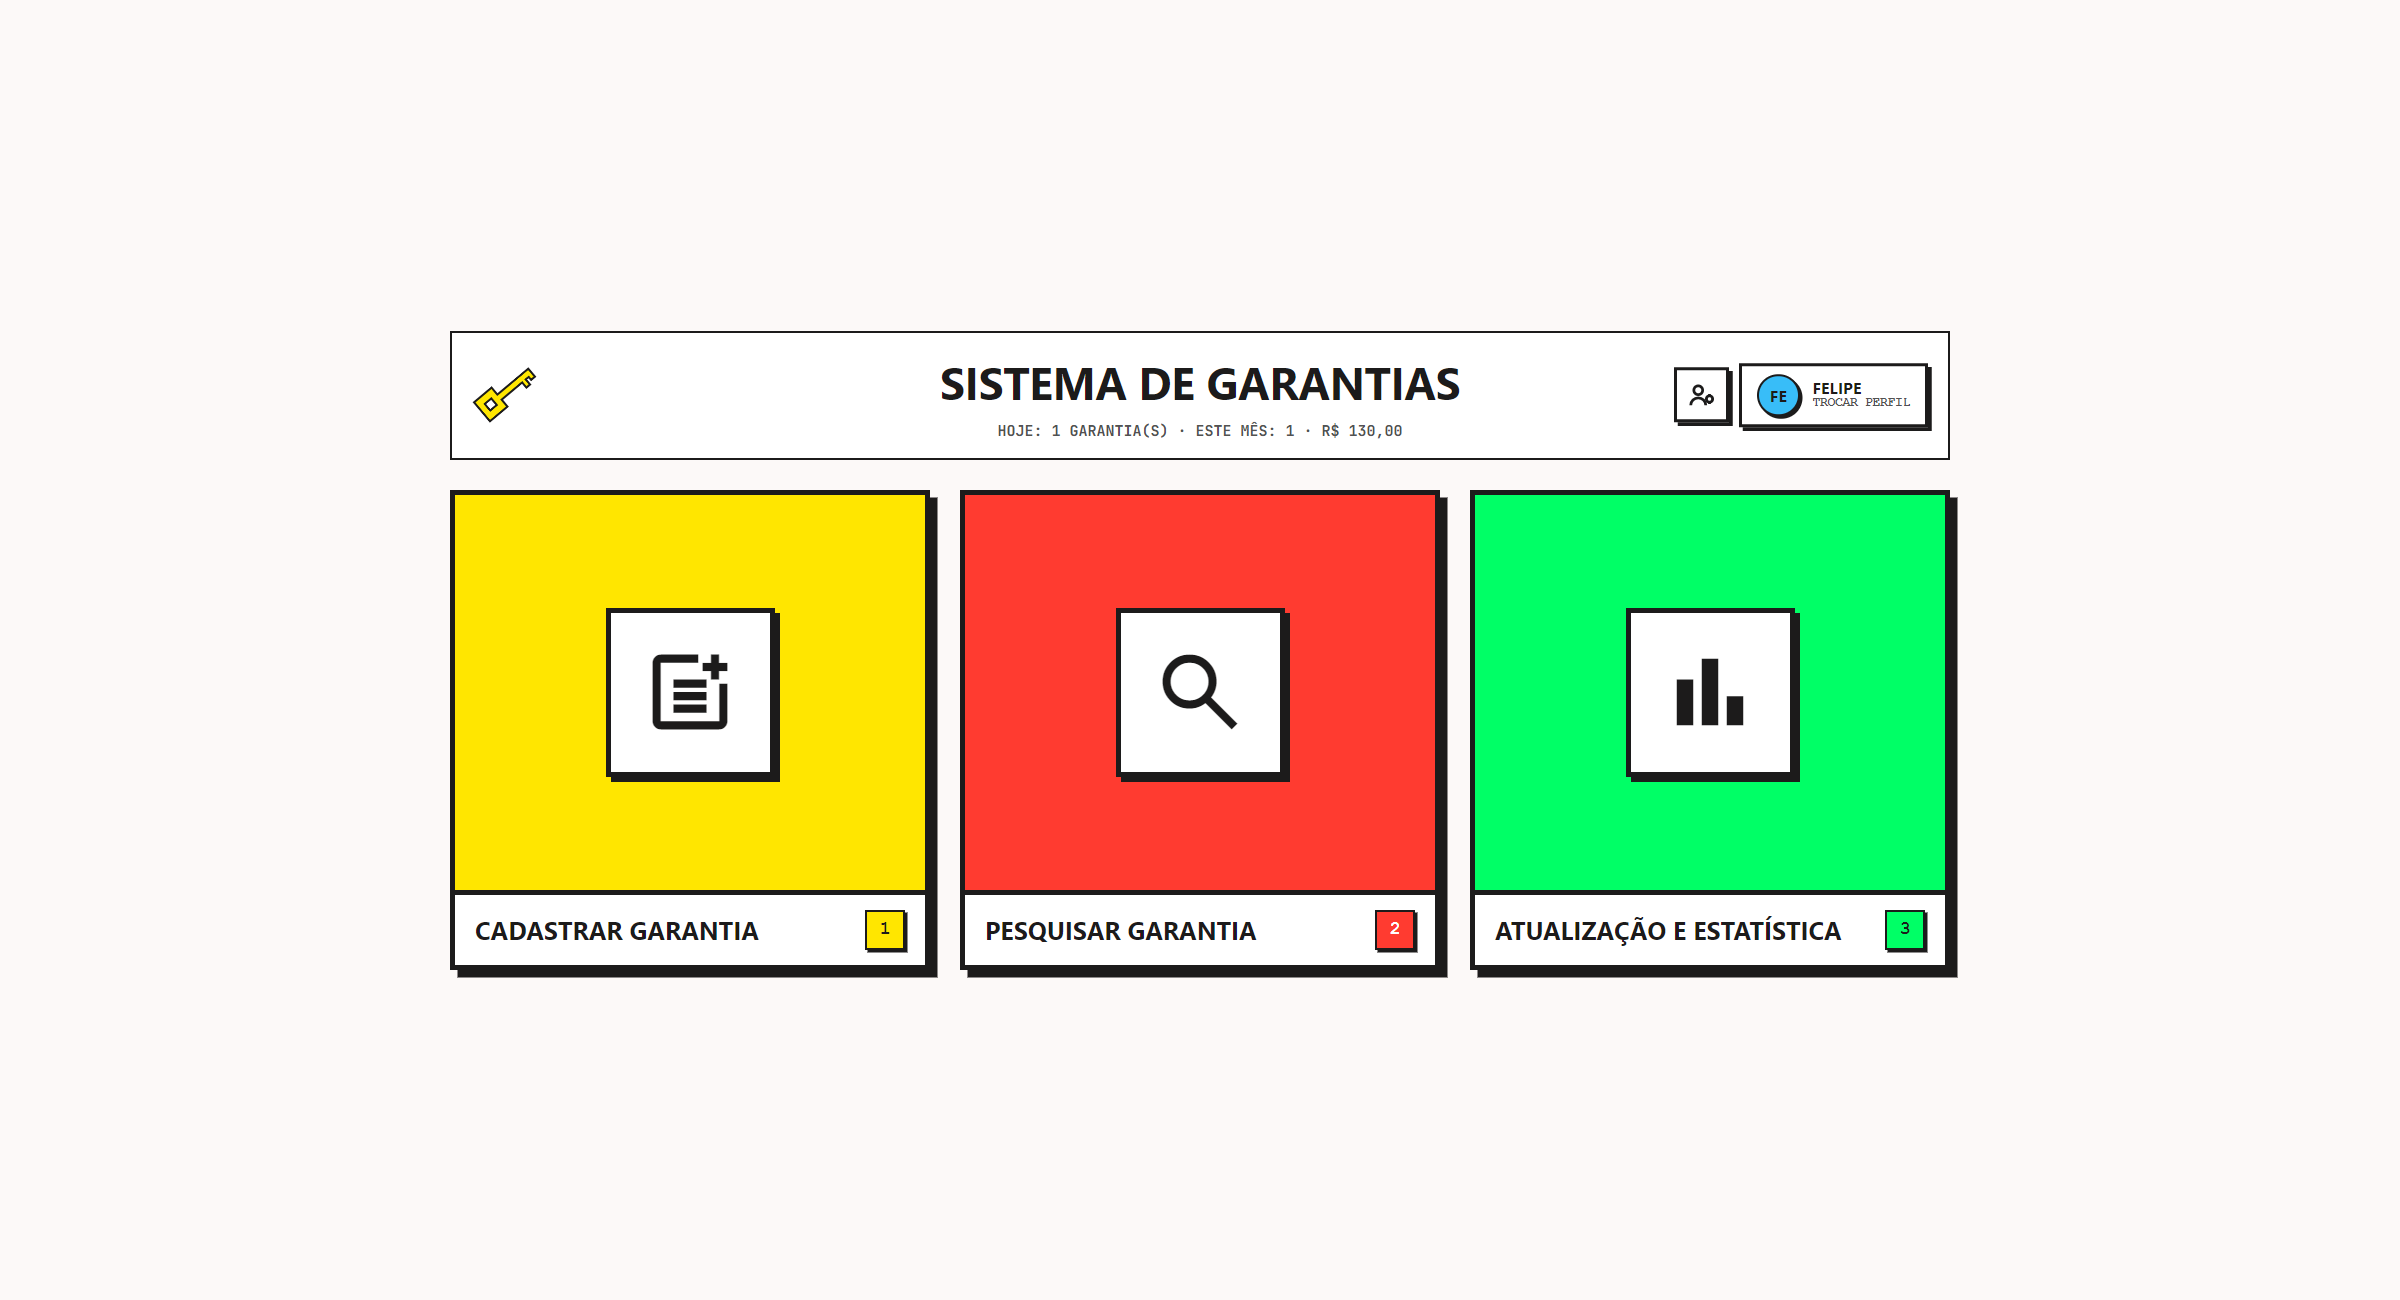 SISTEMA DE GARANTIAS
HOJE: 1 GARANTIA(S) · ESTE MÊS: 1 · R$ 130,00
FE
FELIPE
TROCAR PERFIL
CADASTRAR GARANTIA
1
PESQUISAR GARANTIA
2
ATUALIZAÇÃO E ESTATÍSTICA
3